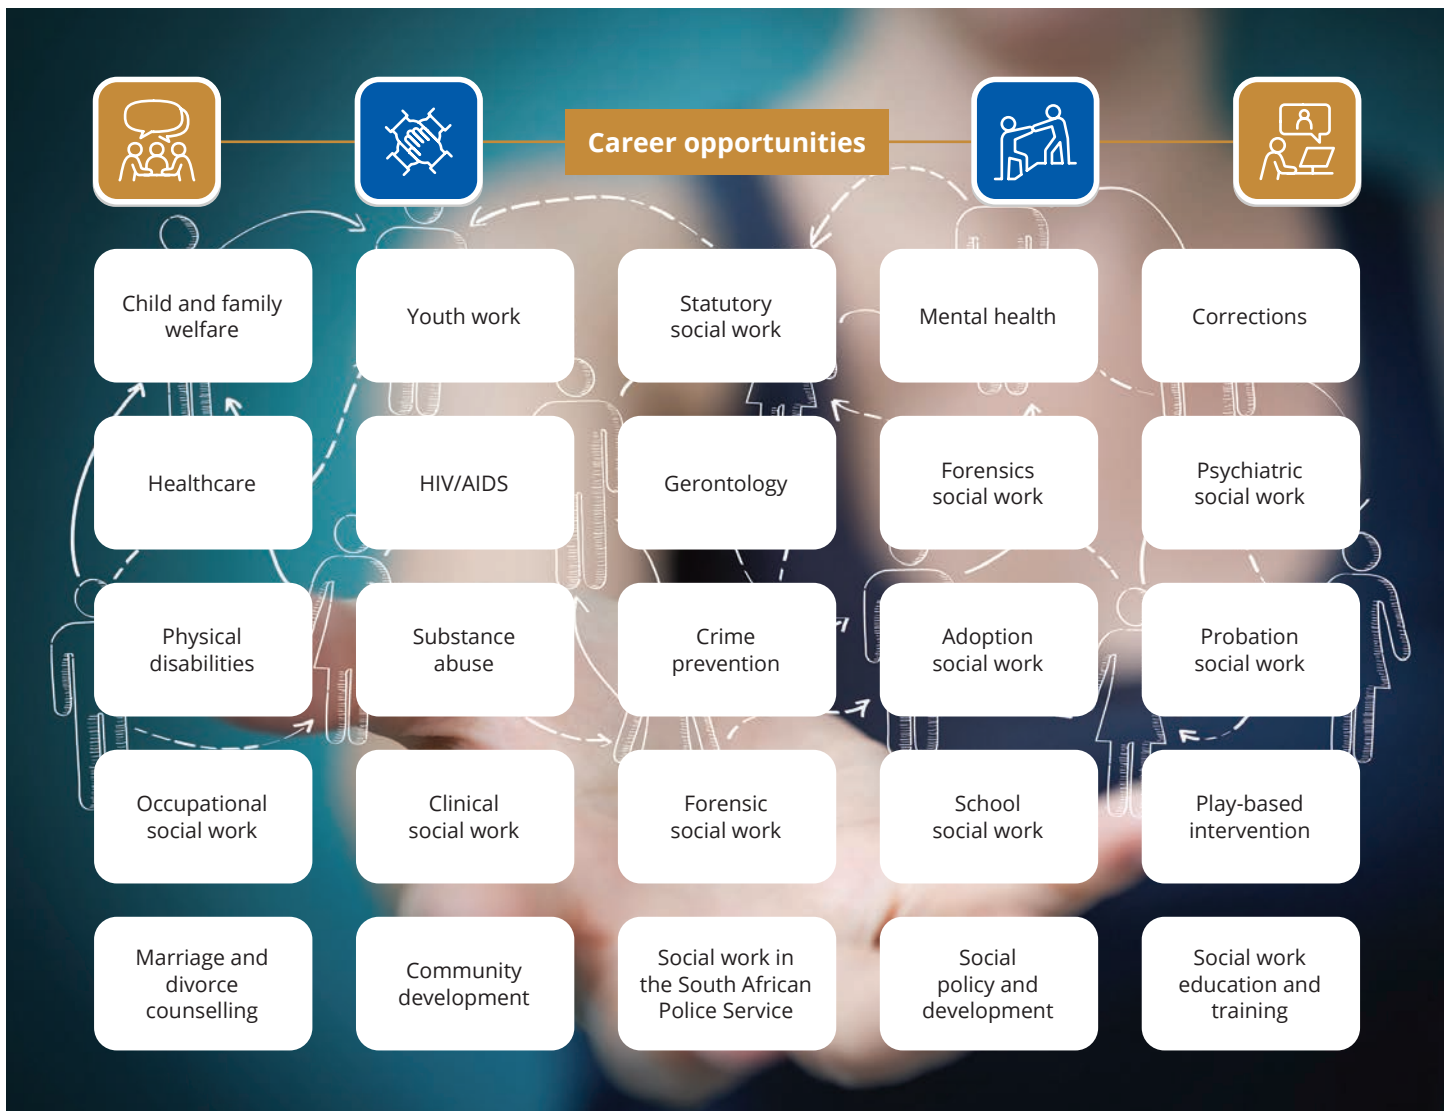 Career opportunities
Child and family
welfare
Youth work
Statutory
social work
Mental health
Corrections
Healthcare
HIV/AIDS
Gerontology
Forensics
social work
Psychiatric
social work
Physical
disabilities
Substance
abuse
Crime
prevention
Adoption
social work
Probation
social work
Occupational
social work
Clinical
social work
Forensic
social work
School
social work
Play-based
intervention
Marriage and
divorce
counselling
Community
development
Social work in
the South African
Police Service
Social
policy and
development
Social work
education and
training